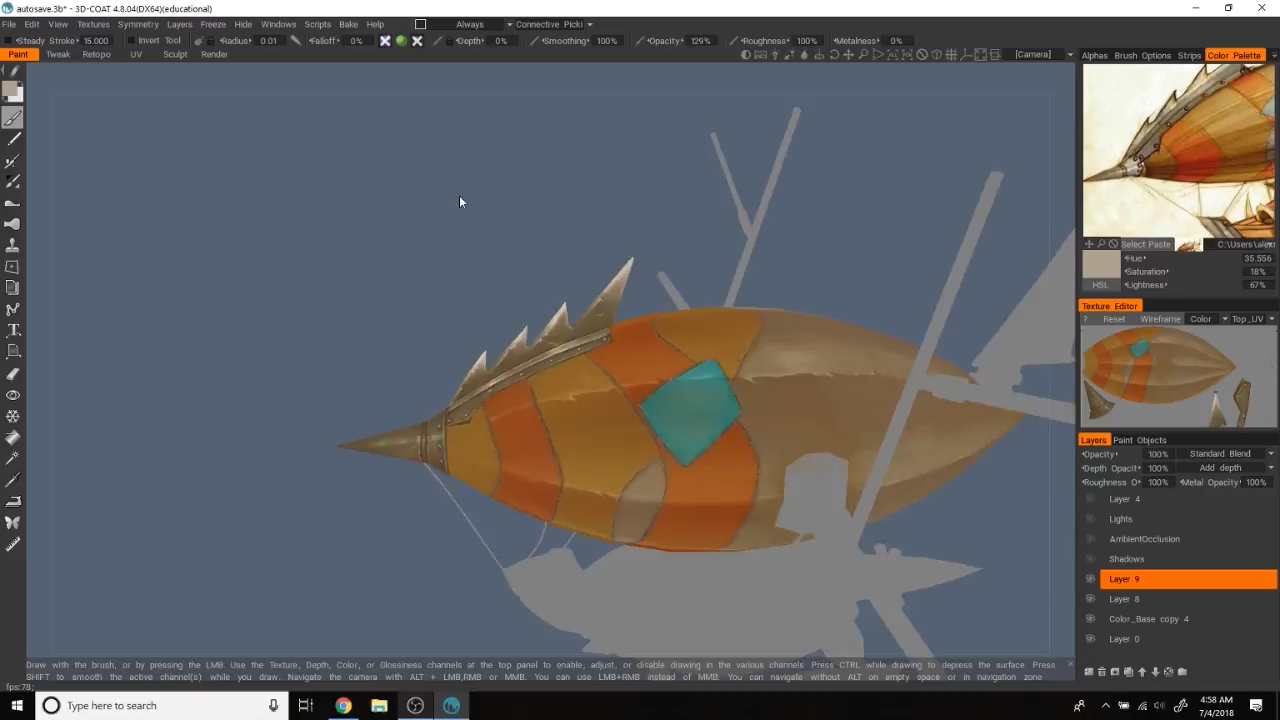 autosave.3b* - 3D-COAT 4.8.04(DX64)(educational)
File Edit View Textures Symmetry Layers Freeze Hide Windows Scripts Bake Help Always Connective Picki
Steady Stroke 15.000 Invert Tool Radius 0.01 Falloff 0% Depth 0% Smoothing 100% Opacity 129% Roughness 100% Metalness 0%
Paint Tweak Retopo UV Sculpt Render [Camera]
Alphas Brush Options Strips Color Palette
Select Paste C:\Users\alexr
Hue 35.556
Saturation 18%
HSL Lightness 67%
Texture Editor
? Reset Wireframe Color Top_UV
Layers Paint Objects
Opacity 100% Standard Blend
Depth Opacit 100% Add depth
Roughness O 100% Metal Opacity 100%
Layer 4
Lights
AmbientOcclusion
Shadows
Layer 9
Layer 8
Color_Base copy 4
Layer 0
Draw with the brush, or by pressing the LMB. Use the Texture, Depth, Color, or Glossiness channels at the top panel to enable, adjust, or disable drawing in the various channels Press CTRL while drawing to depress the surface. Press
SHIFT to smooth the active channel(s) while you draw. Navigate the camera with ALT + LMB,RMB or MMB. You can use LMB+RMB instead of MMB. You can navigate without ALT on empty space or in navigation zone
fps:78;
Type here to search
4:58 AM
7/4/2018